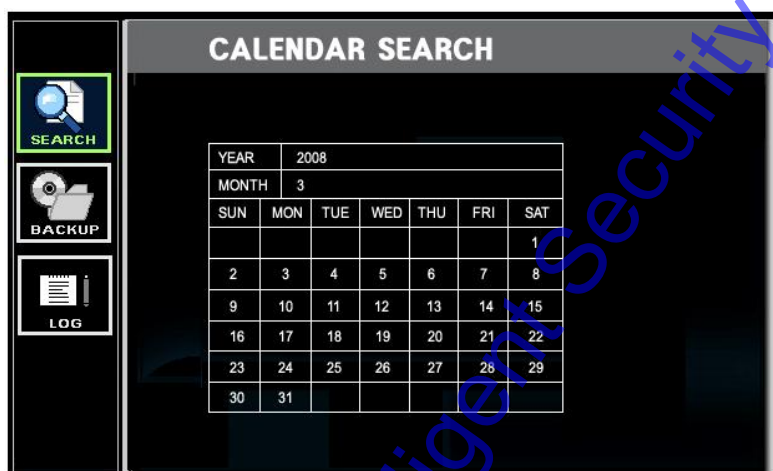 CALENDAR SEARCH
SEARCH
BACKUP
LOG
YEAR 2008
MONTH 3
SUN MON TUE WED THU FRI SAT
1
2 3 4 5 6 7 8
9 10 11 12 13 14 15
16 17 18 19 20 21 22
23 24 25 26 27 28 29
30 31
ligent Security